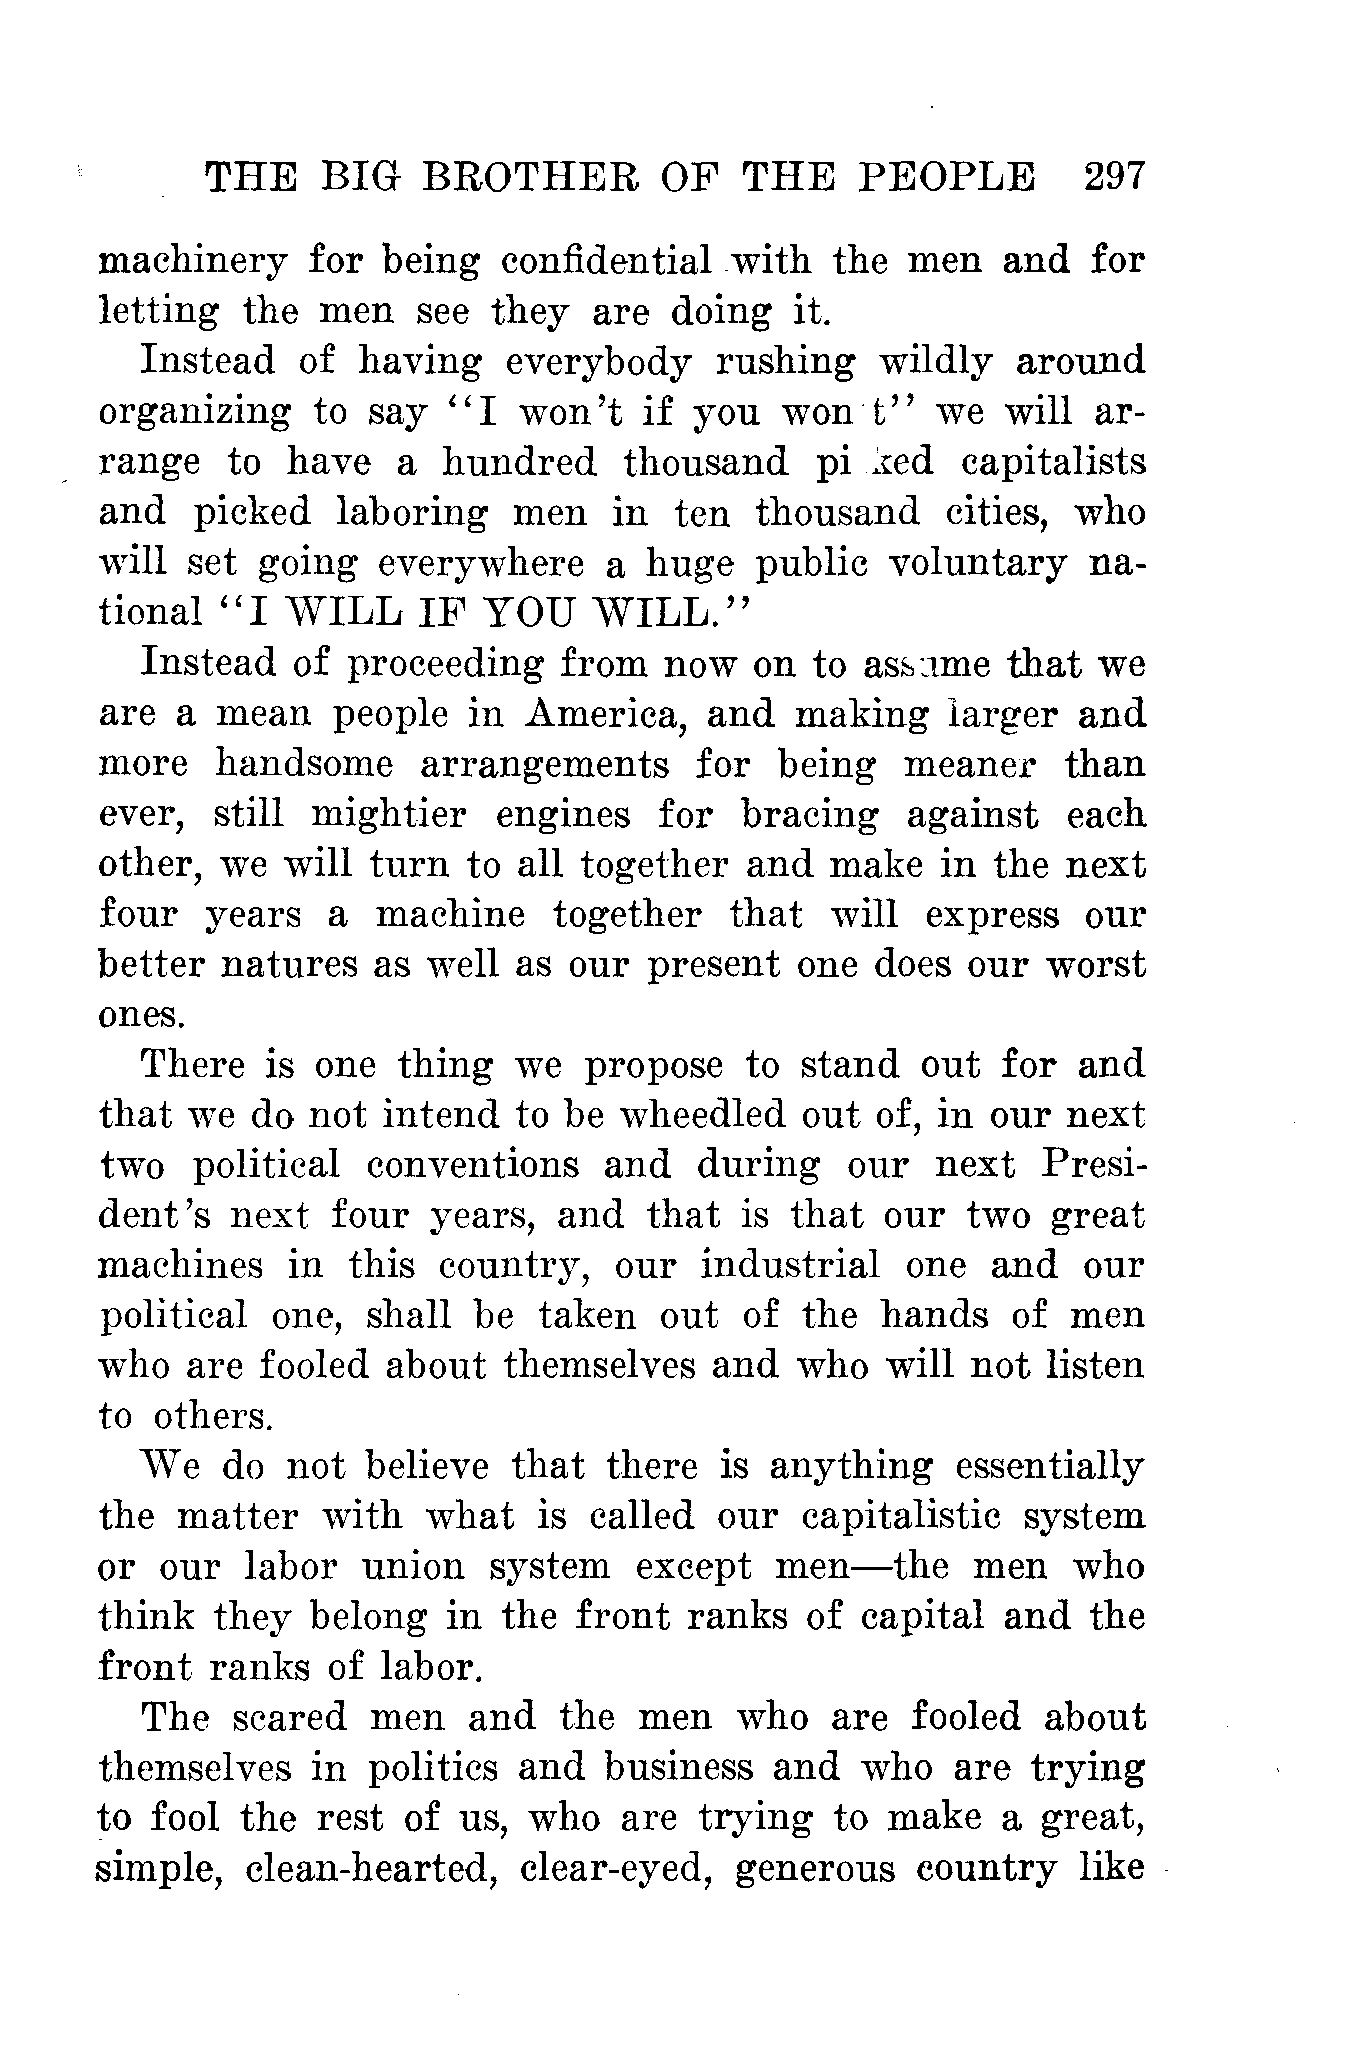 THE BIG BROTHER OF THE PEOPLE 297
machinery for being confidential with the men and for
letting the men see they are doing it.
Instead of having everybody rushing wildly around
organizing to say "I won't if you won t" we will ar-
range to have a hundred thousand pi ked capitalists
and picked laboring men in ten thousand cities, who
will set going everywhere a huge public voluntary na-
tional "I WILL IF YOU WILL."
Instead of proceeding from now on to assume that we
are a mean people in America, and making larger and
more handsome arrangements for being meaner than
ever, still mightier engines for bracing against each
other, we will turn to all together and make in the next
four years a machine together that will express our
better natures as well as our present one does our worst
ones.
There is one thing we propose to stand out for and
that we do not intend to be wheedled out of, in our next
two political conventions and during our next Presi-
dent's next four years, and that is that our two great
machines in this country, our industrial one and our
political one, shall be taken out of the hands of men
who are fooled about themselves and who will not listen
to others.
We do not believe that there is anything essentially
the matter with what is called our capitalistic system
or our labor union system except men—the men who
think they belong in the front ranks of capital and the
front ranks of labor.
The scared men and the men who are fooled about
themselves in politics and business and who are trying
to fool the rest of us, who are trying to make a great,
simple, clean-hearted, clear-eyed, generous country like